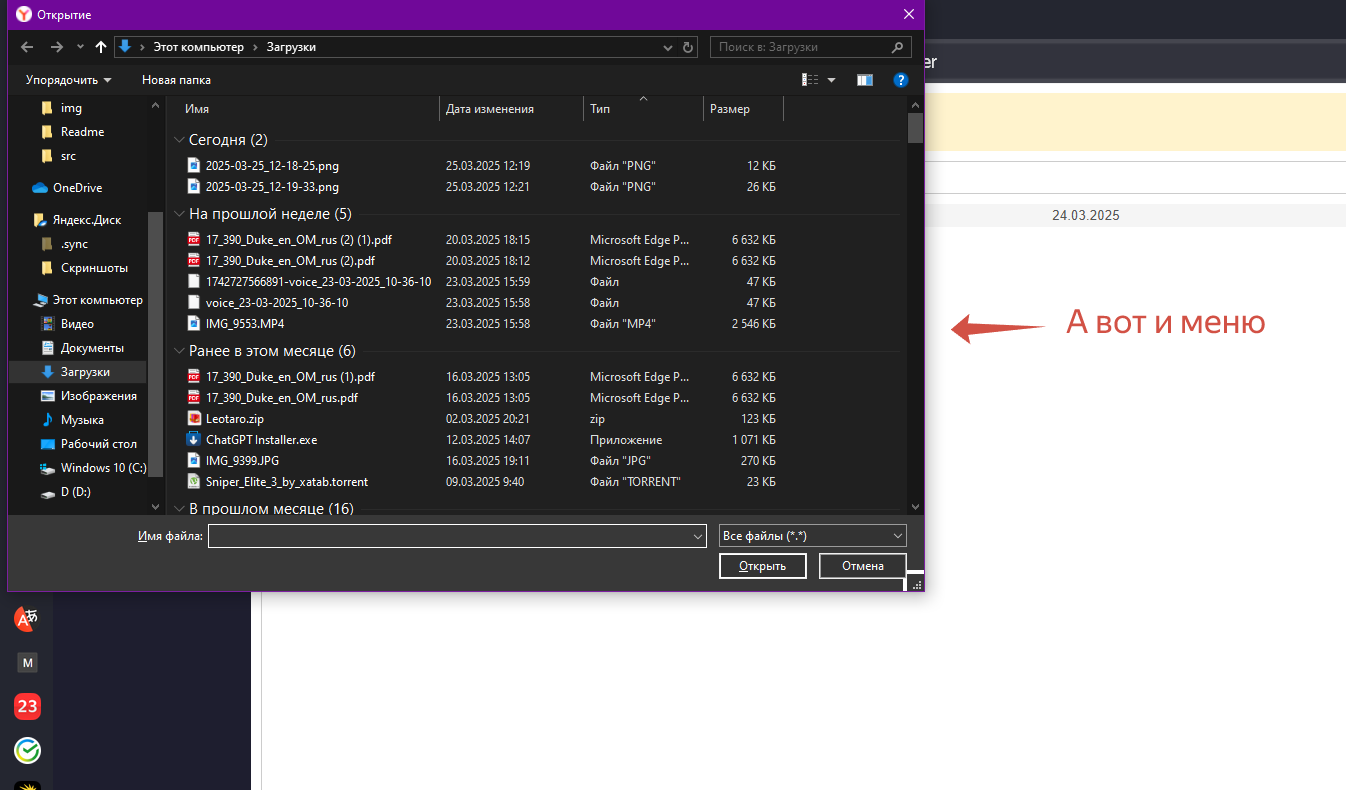 Открытие
Этот компьютер
Загрузки
Поиск в: Загрузки
Упорядочить
Новая папка
img
Readme
src
OneDrive
Яндекс.Диск
.sync
Скриншоты
Этот компьютер
Видео
Документы
Загрузки
Изображения
Музыка
Рабочий стол
Windows 10 (C:)
D (D:)
Имя Дата изменения Тип Размер
Сегодня (2)
2025-03-25_12-18-25.png 25.03.2025 12:19 Файл "PNG" 12 КБ
2025-03-25_12-19-33.png 25.03.2025 12:21 Файл "PNG" 26 КБ
На прошлой неделе (5)
17_390_Duke_en_OM_rus (2) (1).pdf 20.03.2025 18:15 Microsoft Edge P... 6 632 КБ
17_390_Duke_en_OM_rus (2).pdf 20.03.2025 18:12 Microsoft Edge P... 6 632 КБ
1742727566891-voice_23-03-2025_10-36-10 23.03.2025 15:59 Файл 47 КБ
voice_23-03-2025_10-36-10 23.03.2025 15:58 Файл 47 КБ
IMG_9553.MP4 23.03.2025 15:58 Файл "MP4" 2 546 КБ
Ранее в этом месяце (6)
17_390_Duke_en_OM_rus (1).pdf 16.03.2025 13:05 Microsoft Edge P... 6 632 КБ
17_390_Duke_en_OM_rus.pdf 16.03.2025 13:05 Microsoft Edge P... 6 632 КБ
Leotaro.zip 02.03.2025 20:21 zip 123 КБ
ChatGPT Installer.exe 12.03.2025 14:07 Приложение 1 071 КБ
IMG_9399.JPG 16.03.2025 19:11 Файл "JPG" 270 КБ
Sniper_Elite_3_by_xatab.torrent 09.03.2025 9:40 Файл "TORRENT" 23 КБ
В прошлом месяце (16)
Имя файла:
Все файлы (*.*)
Открыть
Отмена
er
24.03.2025
А вот и меню
M
23